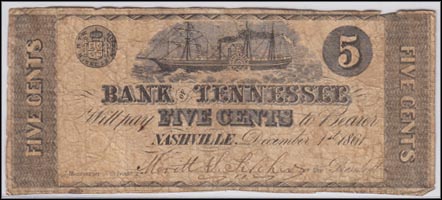 5
FIVE CENTS
BANK OF TENNESSEE
Will pay FIVE CENTS to Bearer
NASHVILLE. December 1st 1861
FIVE CENTS